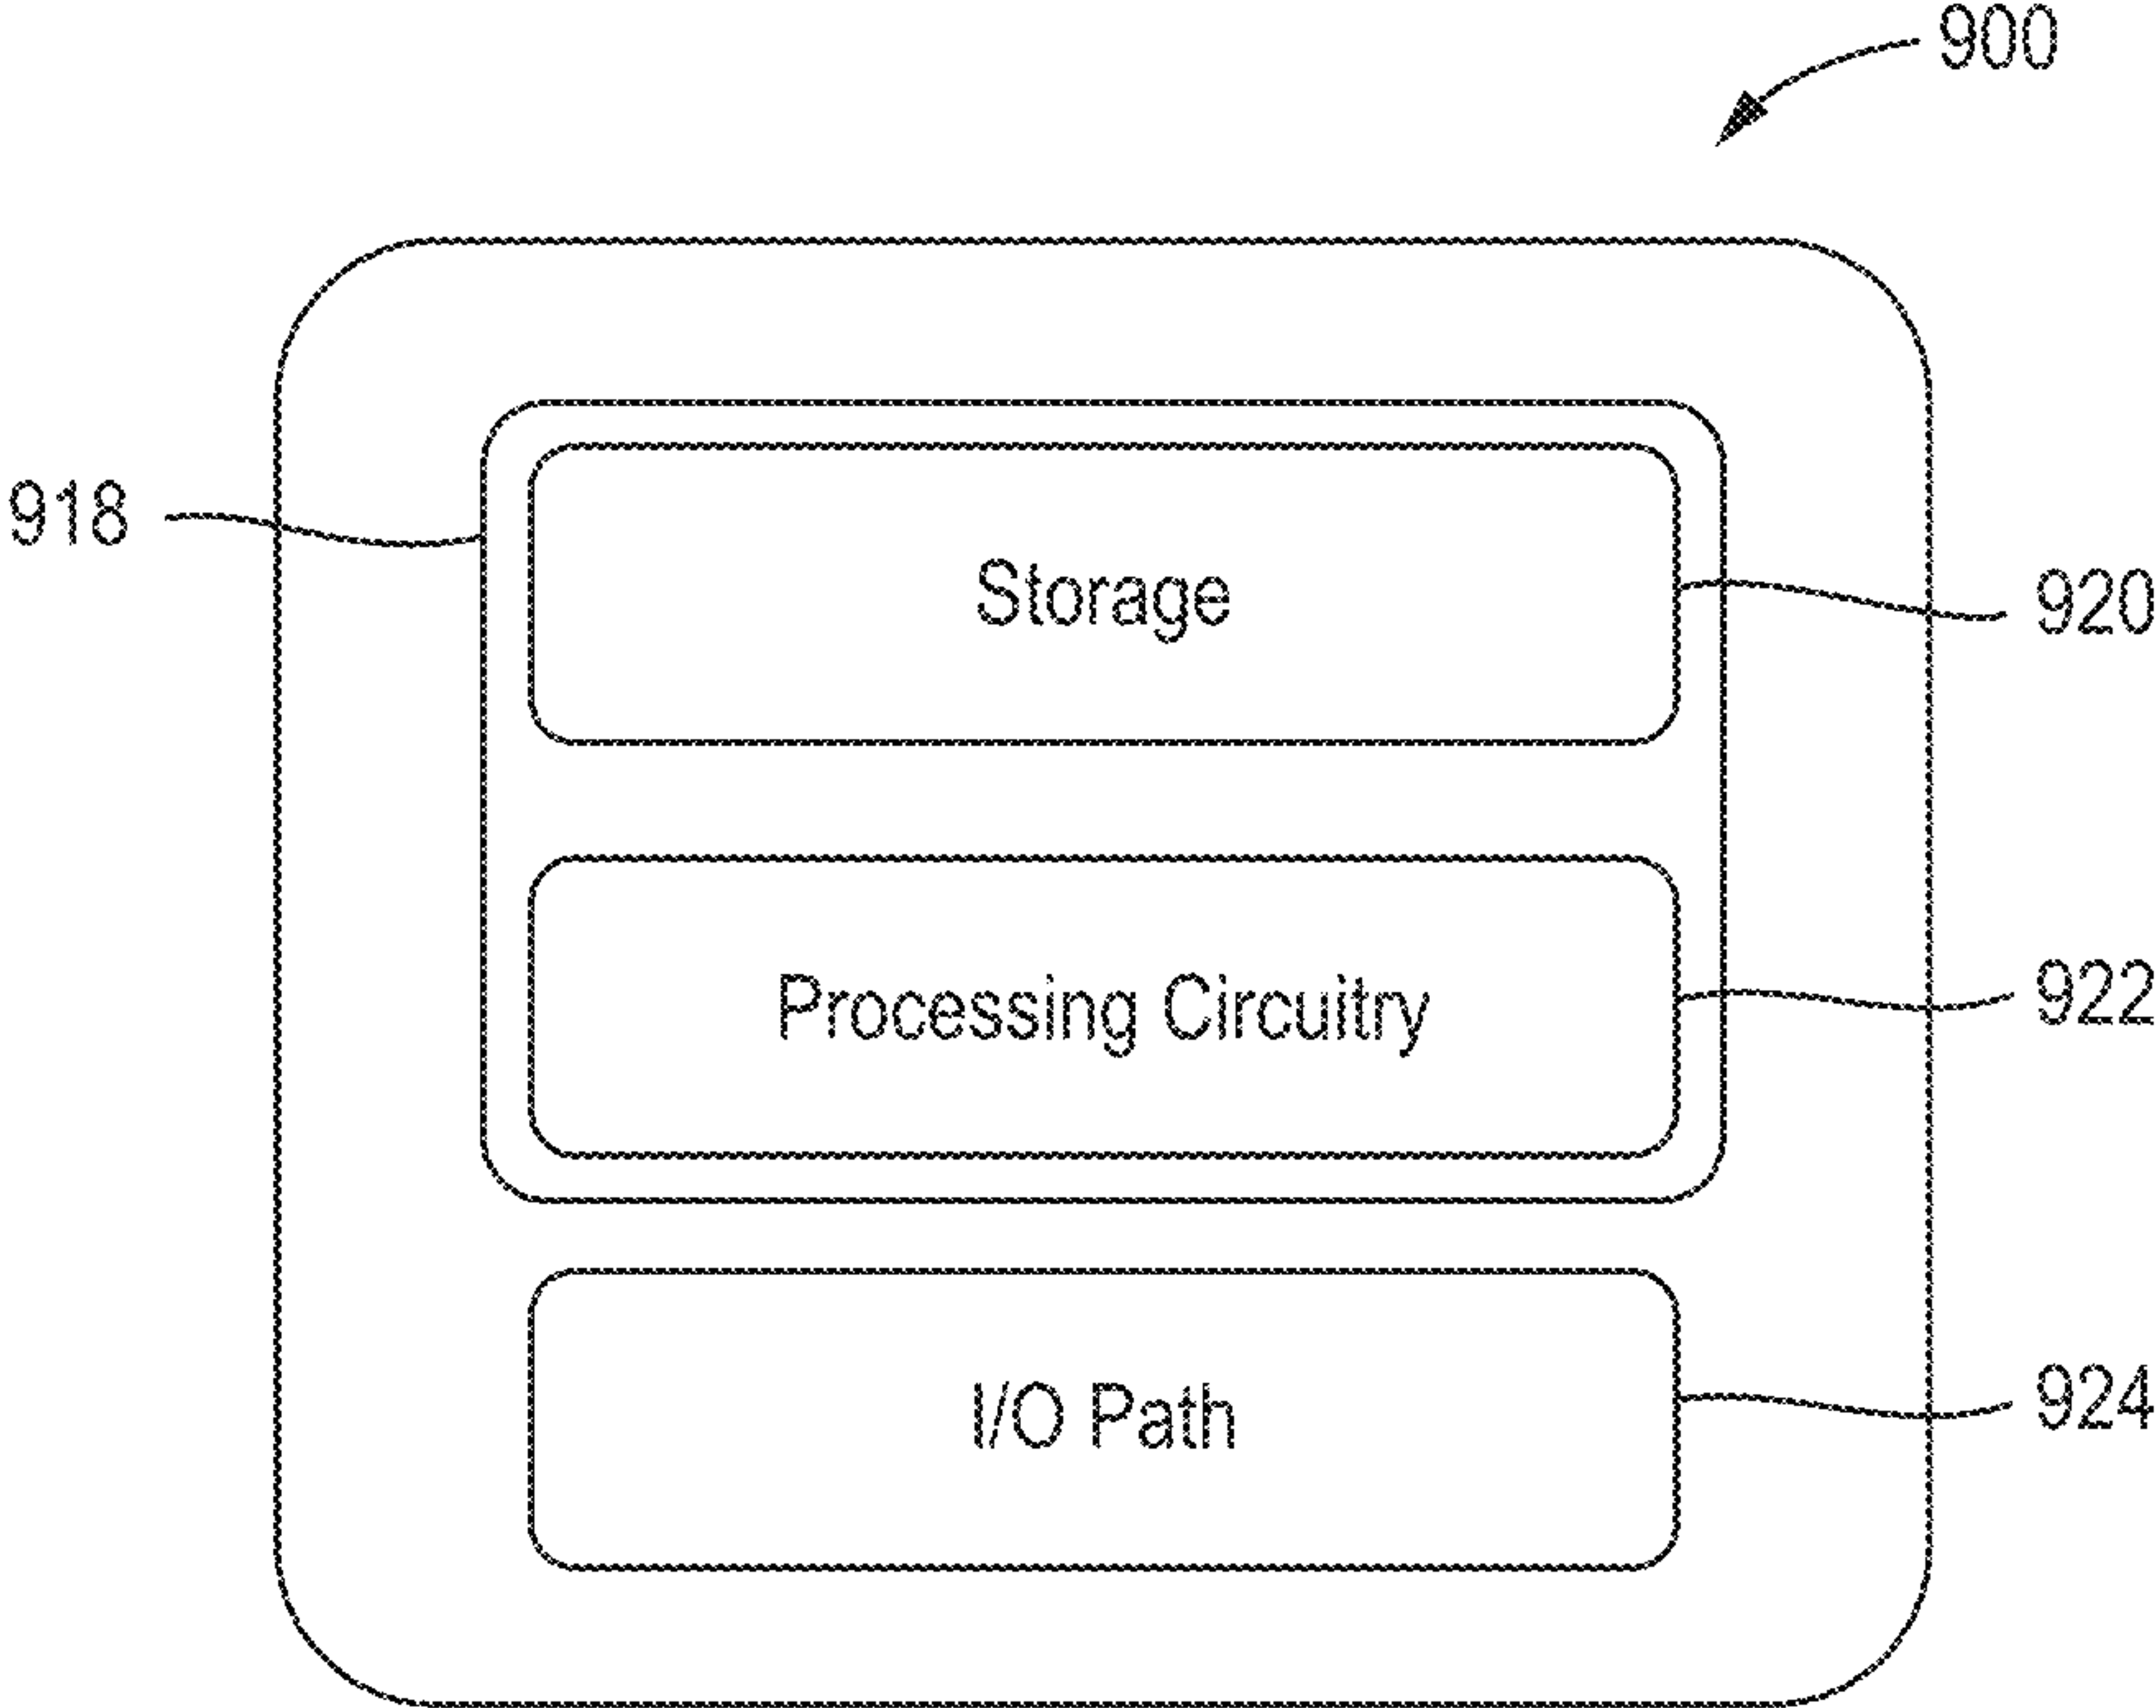 900
918
Storage
920
Processing Circuitry
922
I/O Path
924